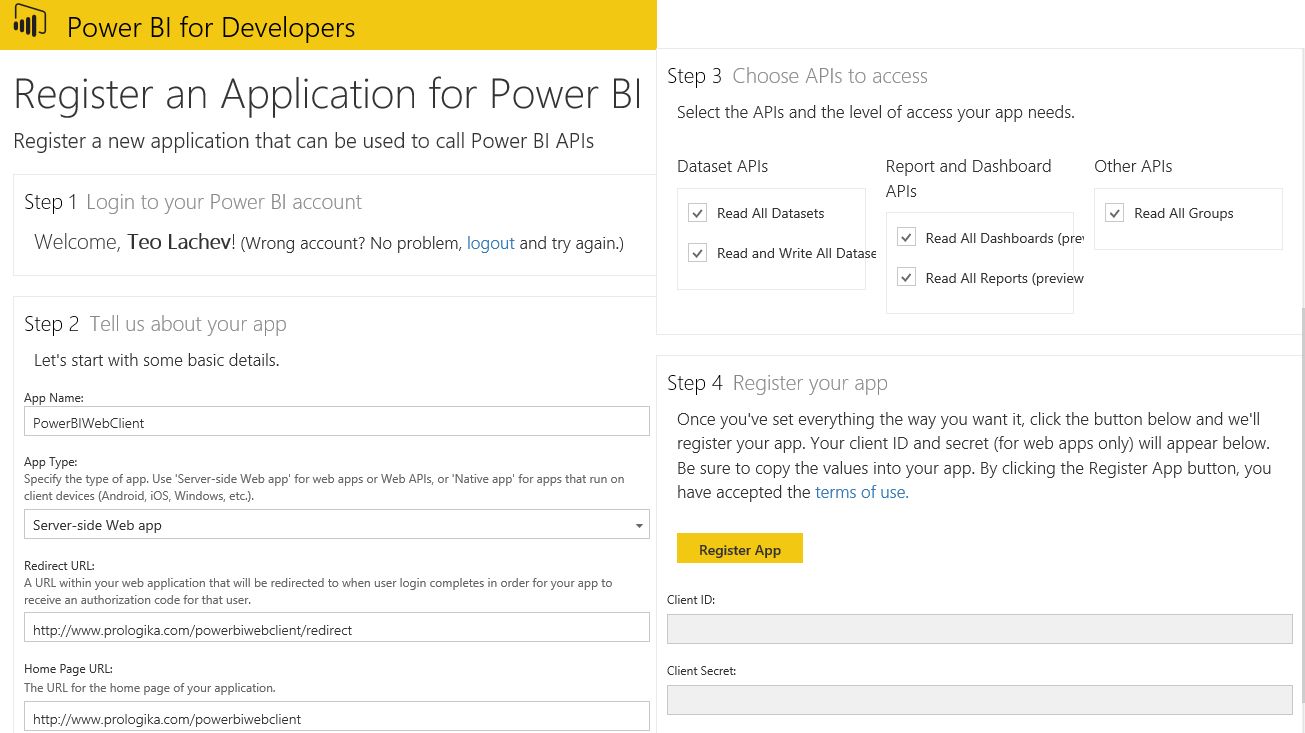 Power BI for Developers
Register an Application for Power BI
Register a new application that can be used to call Power BI APIs
Step 1 Login to your Power BI account
Welcome, Teo Lachev! (Wrong account? No problem, logout and try again.)
Step 2 Tell us about your app
Let's start with some basic details.
App Name:
PowerBIWebClient
App Type:
Specify the type of app. Use 'Server-side Web app' for web apps or Web APIs, or 'Native app' for apps that run on
client devices (Android, iOS, Windows, etc.).
Server-side Web app
Redirect URL:
A URL within your web application that will be redirected to when user login completes in order for your app to
receive an authorization code for that user.
http://www.prologika.com/powerbiwebclient/redirect
Home Page URL:
The URL for the home page of your application.
http://www.prologika.com/powerbiwebclient
Step 3 Choose APIs to access
Select the APIs and the level of access your app needs.
Dataset APIs
Read All Datasets
Read and Write All Datase
Report and Dashboard
APIs
Read All Dashboards (pre
Read All Reports (preview
Other APIs
Read All Groups
Step 4 Register your app
Once you've set everything the way you want it, click the button below and we'll
register your app. Your client ID and secret (for web apps only) will appear below.
Be sure to copy the values into your app. By clicking the Register App button, you
have accepted the terms of use.
Register App
Client ID:
Client Secret: